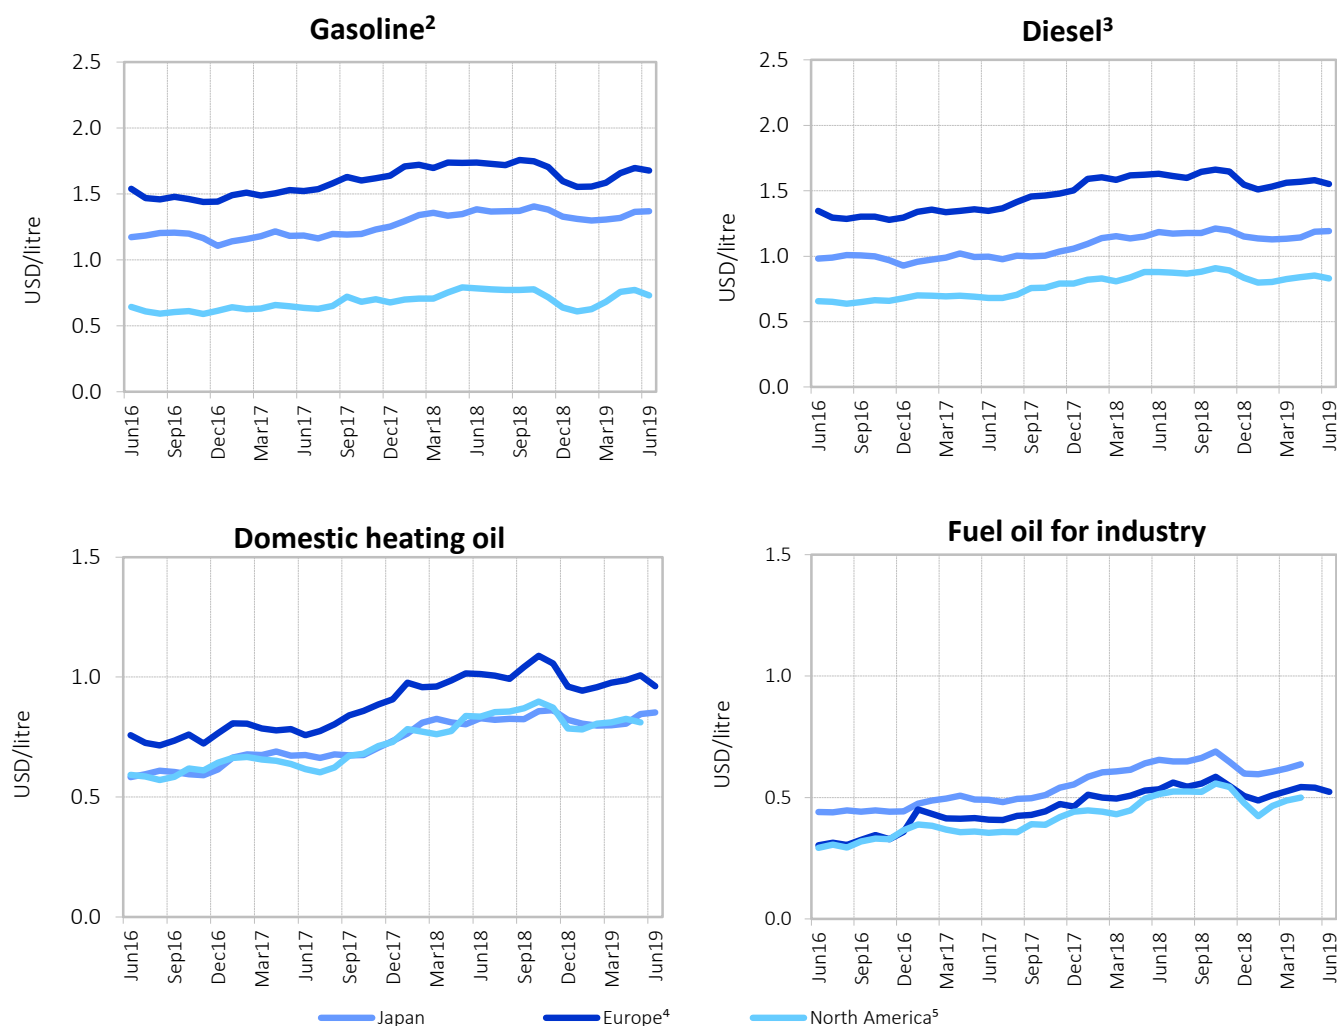 Gasoline²
USD/litre
2.5
2.0
1.5
1.0
0.5
0.0
Jun16
Sep16
Dec16
Mar17
Jun17
Sep17
Dec17
Mar18
Jun18
Sep18
Dec18
Mar19
Jun19
Diesel³
USD/litre
2.5
2.0
1.5
1.0
0.5
0.0
Jun16
Sep16
Dec16
Mar17
Jun17
Sep17
Dec17
Mar18
Jun18
Sep18
Dec18
Mar19
Jun19
Domestic heating oil
USD/litre
1.5
1.0
0.5
0.0
Jun16
Sep16
Dec16
Mar17
Jun17
Sep17
Dec17
Mar18
Jun18
Sep18
Dec18
Mar19
Jun19
Fuel oil for industry
USD/litre
1.5
1.0
0.5
0.0
Jun16
Sep16
Dec16
Mar17
Jun17
Sep17
Dec17
Mar18
Jun18
Sep18
Dec18
Mar19
Jun19
Japan
Europe⁴
North America⁵